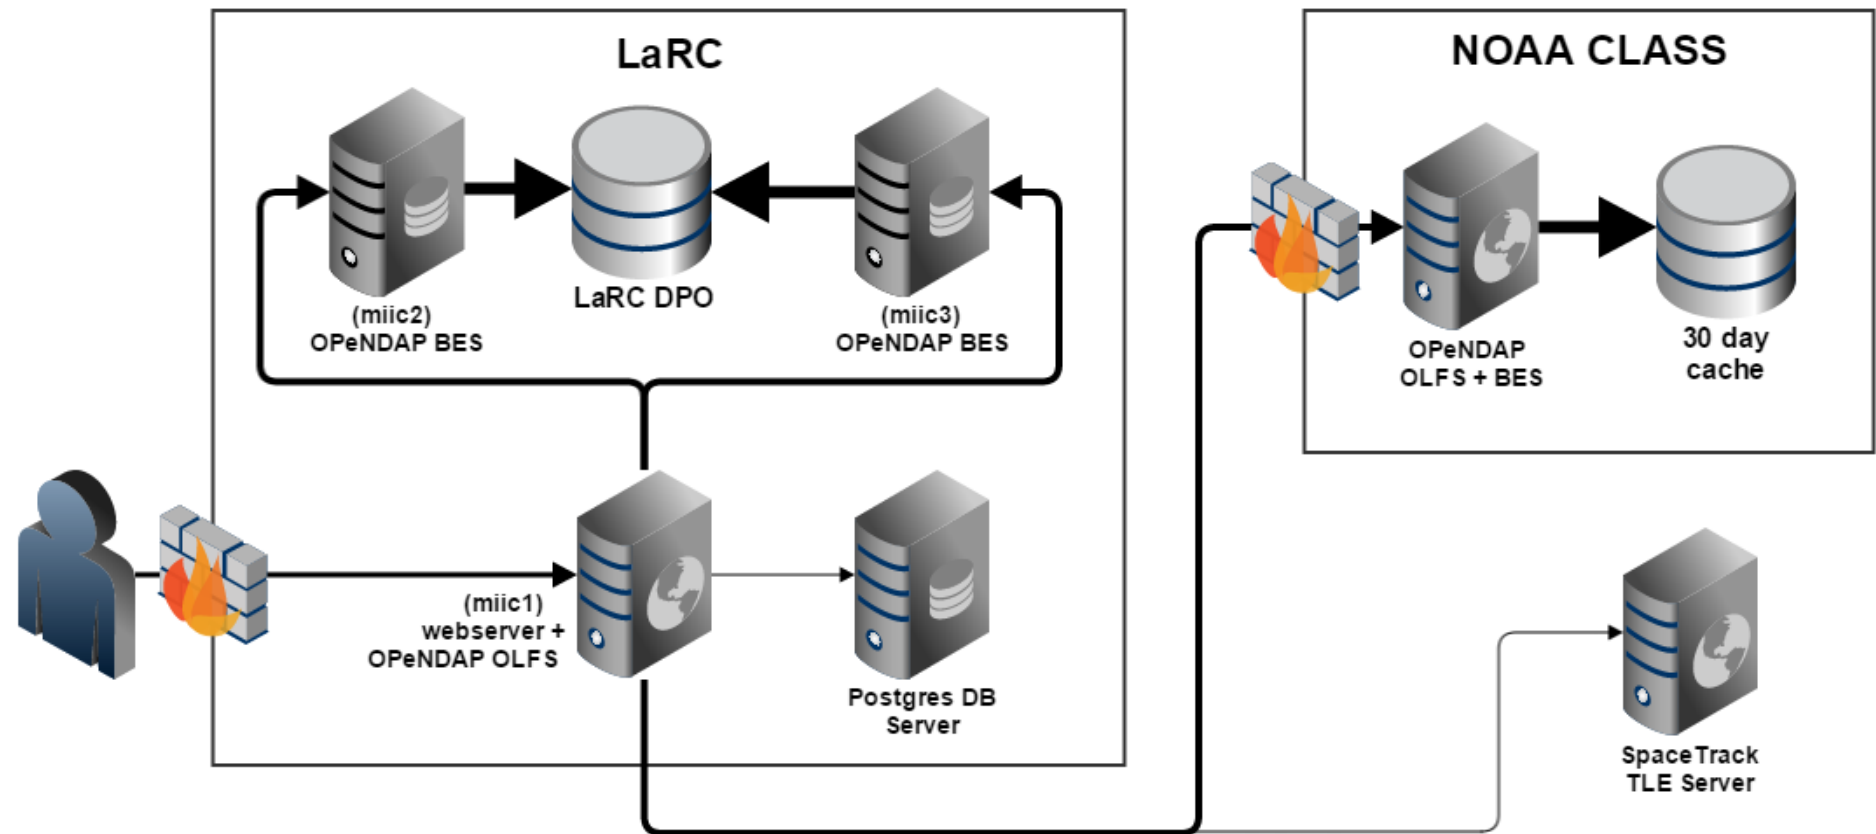 LaRC
NOAA CLASS
LaRC DPO
(miic2)
OPeNDAP BES
(miic3)
OPeNDAP BES
OPeNDAP
OLFS + BES
30 day
cache
(miic1)
webserver +
OPeNDAP OLFS
Postgres DB
Server
SpaceTrack
TLE Server